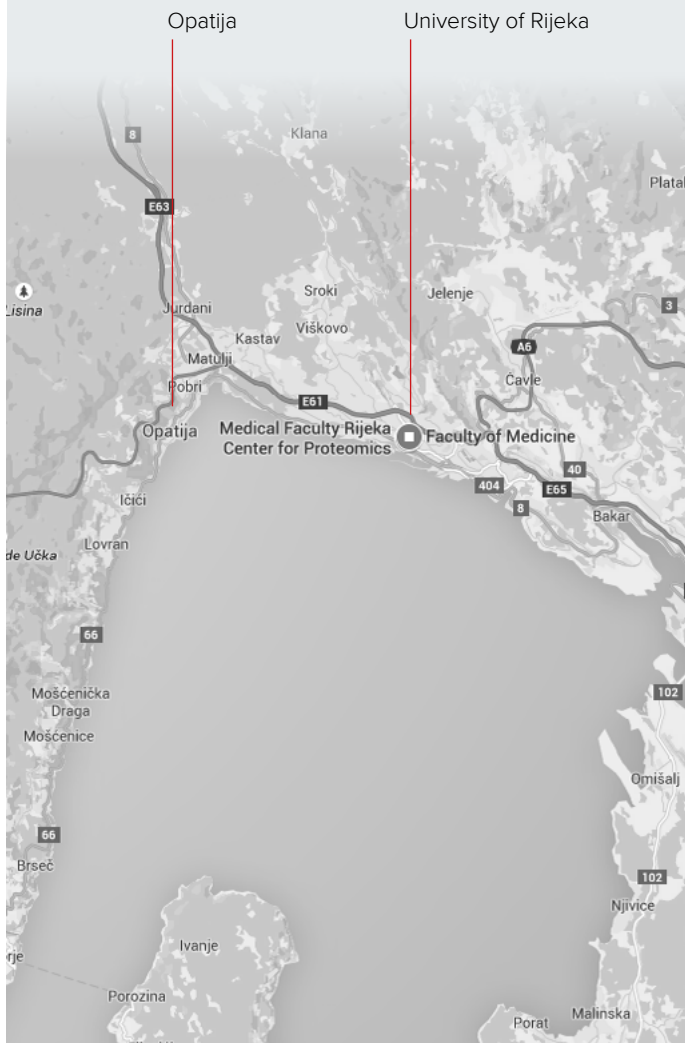 Opatija
University of Rijeka
8
Klana
Platak
E63
Lisina
Sroki
Jelenje
3
Jurdani
Kastav
Viškovo
A6
Matulji
Čavle
Pobri
E61
Opatija
Medical Faculty Rijeka
Center for Proteomics
Faculty of Medicine
40
404
E65
Ičići
8
Bakar
Lovran
de Učka
66
Mošćenička
Draga
102
Mošćenice
Omišalj
66
Brseč
102
Njivice
Ivanje
rje
Porozina
Malinska
Porat